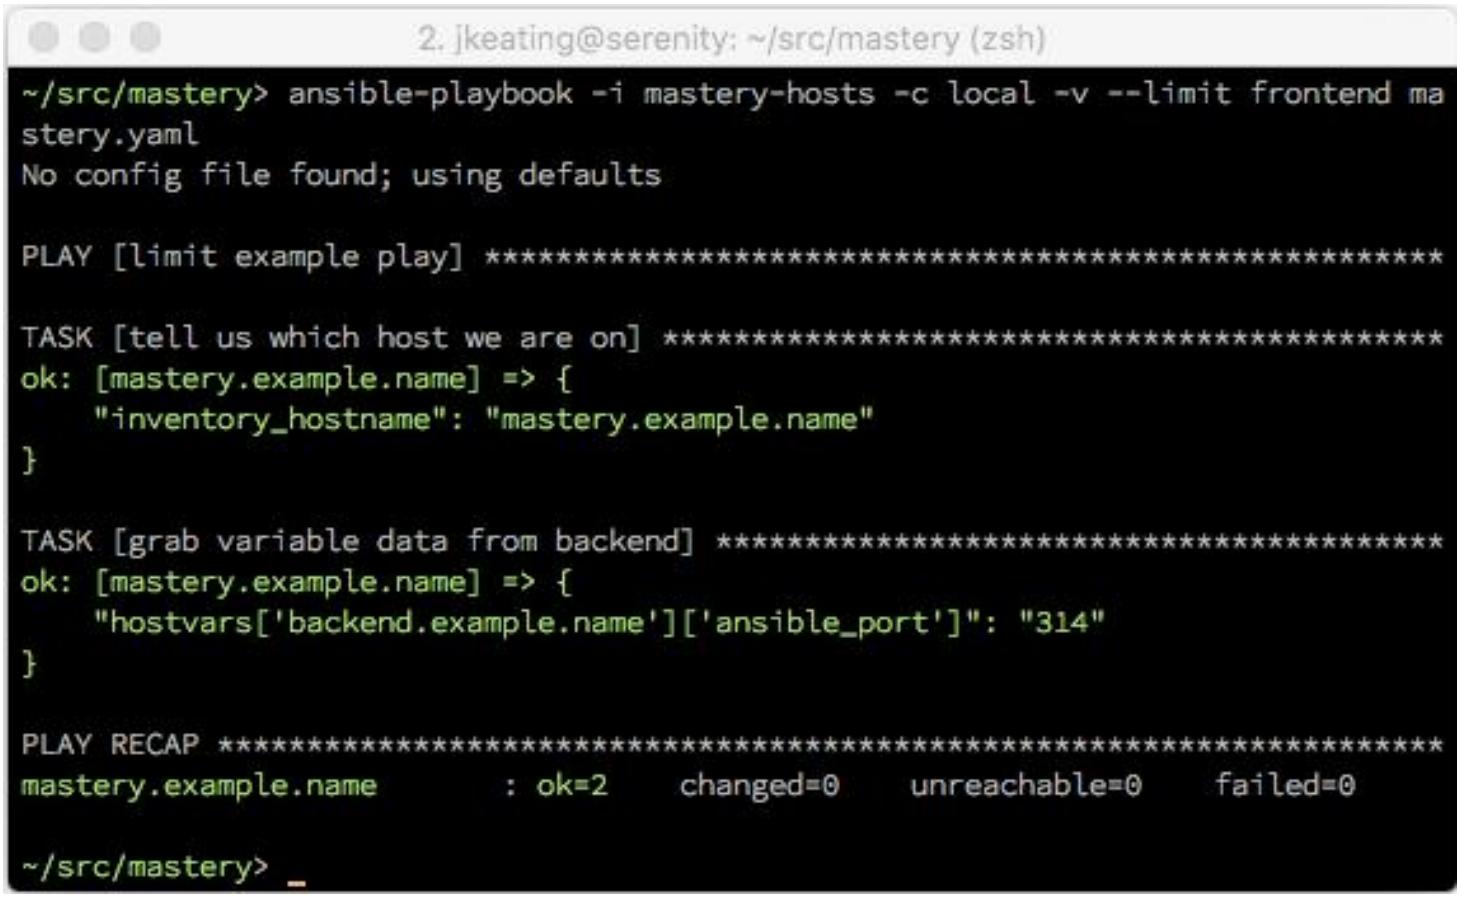 2. jkeating@serenity: ~/src/mastery (zsh)
~/src/mastery> ansible-playbook -i mastery-hosts -c local -v --limit frontend ma
stery.yaml
No config file found; using defaults
PLAY [limit example play] ******************************************************
TASK [tell us which host we are on] ********************************************
ok: [mastery.example.name] => {
    "inventory_hostname": "mastery.example.name"
}
TASK [grab variable data from backend] *****************************************
ok: [mastery.example.name] => {
    "hostvars['backend.example.name']['ansible_port']": "314"
}
PLAY RECAP *********************************************************************
mastery.example.name       : ok=2    changed=0    unreachable=0    failed=0
~/src/mastery> _